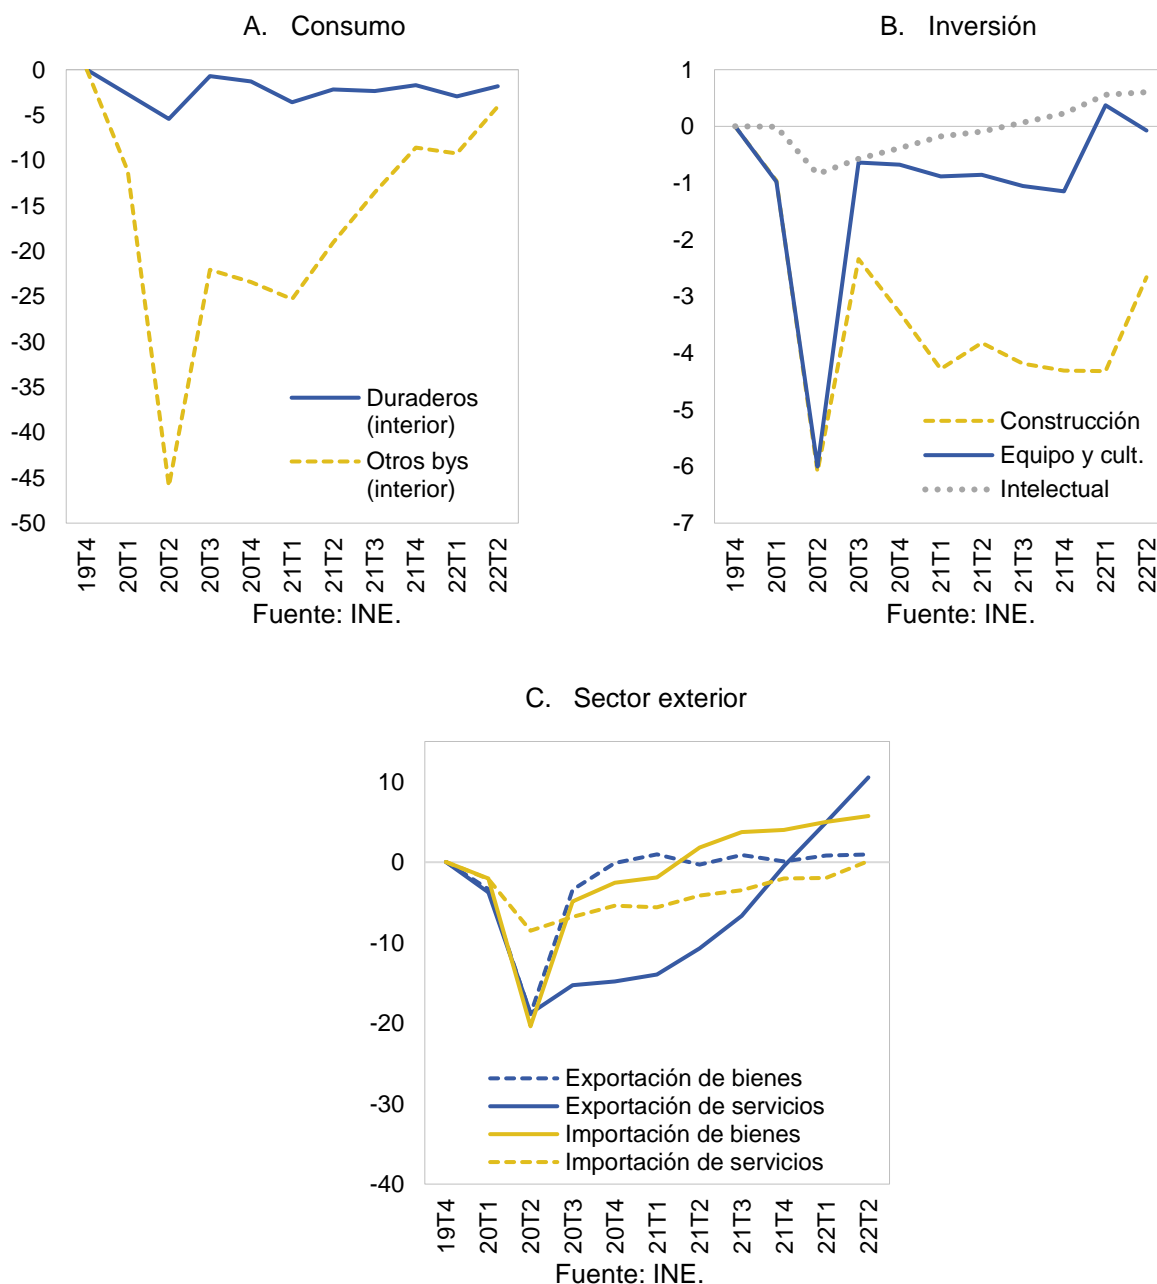 A. Consumo
0
-5
-10
-15
-20
-25
-30
-35
-40
-45
-50
Duraderos
(interior)
Otros bys
(interior)
19T4
20T1
20T2
20T3
20T4
21T1
21T2
21T3
21T4
22T1
22T2
Fuente: INE.
B. Inversión
1
0
-1
-2
-3
-4
-5
-6
-7
Construcción
Equipo y cult.
Intelectual
19T4
20T1
20T2
20T3
20T4
21T1
21T2
21T3
21T4
22T1
22T2
Fuente: INE.
C. Sector exterior
10
0
-10
-20
-30
-40
Exportación de bienes
Exportación de servicios
Importación de bienes
Importación de servicios
19T4
20T1
20T2
20T3
20T4
21T1
21T2
21T3
21T4
22T1
22T2
Fuente: INE.